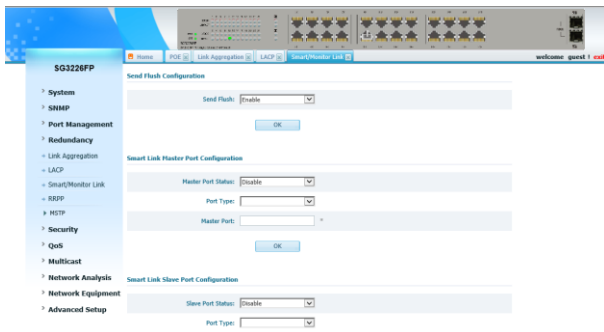 Home POE Link Aggregation LACP Smart/Monitor Link welcome guest ! exit
SG3226FP
System
SNMP
Port Management
Redundancy
Link Aggregation
LACP
Smart/Monitor Link
RRPP
MSTP
Security
QoS
Multicast
Network Analysis
Network Equipment
Advanced Setup
Send Flush Configuration
Send Flush: Enable
OK
Smart Link Master Port Configuration
Master Port Status: Disable
Port Type:
Master Port: *
OK
Smart Link Slave Port Configuration
Slave Port Status: Disable
Port Type: